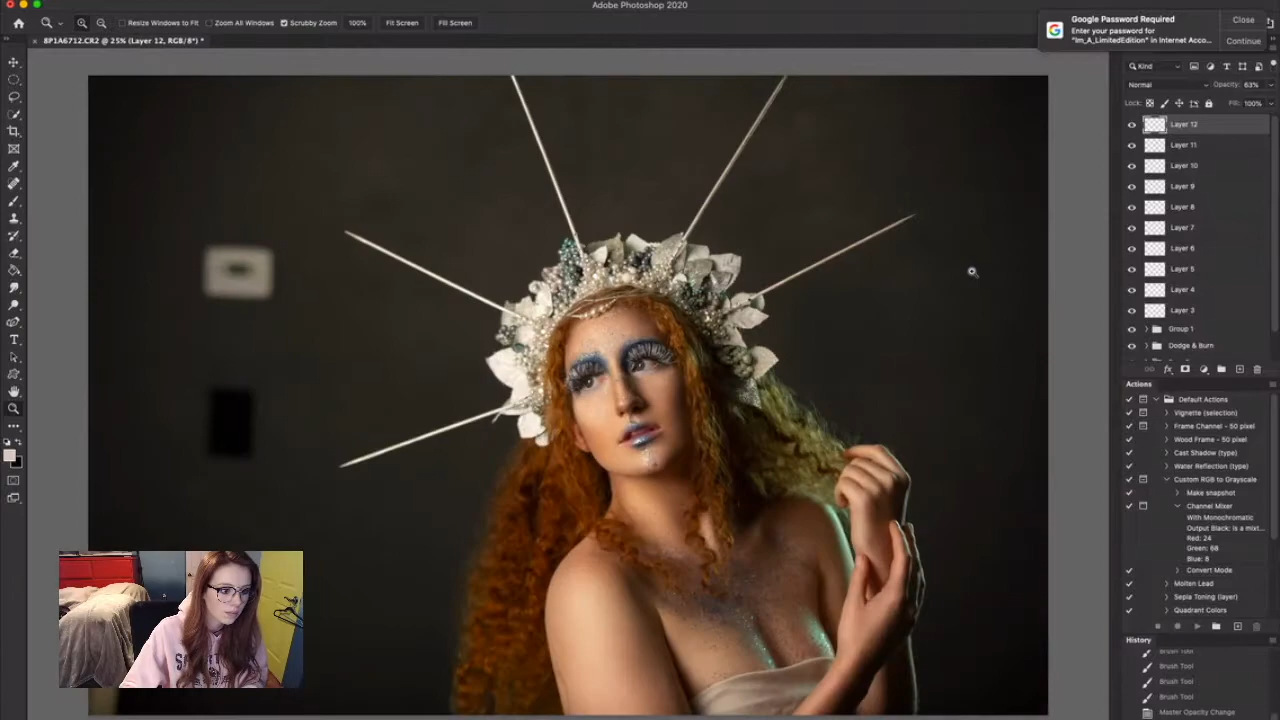 Adobe Photoshop 2020
Resize Windows to Fit
Zoom All Windows
Scrubby Zoom
100%
Fit Screen
Fill Screen
Google Password Required
Enter your password for
"Im_A_LimitedEdition" in Internet Acco...
Close
Continue
8P1A6712.CR2 @ 25% (Layer 12, RGB/8*) *
Kind
Normal
Opacity: 63%
Lock:
Fill: 100%
Layer 12
Layer 11
Layer 10
Layer 9
Layer 8
Layer 7
Layer 6
Layer 5
Layer 4
Layer 3
Group 1
Dodge & Burn
Actions
Default Actions
Vignette (selection)
Frame Channel - 50 pixel
Wood Frame - 50 pixel
Cast Shadow (type)
Water Reflection (type)
Custom RGB to Grayscale
Make snapshot
Channel Mixer
With Monochromatic
Output Black: is a mixt...
Red: 24
Green: 68
Blue: 8
Convert Mode
Molten Lead
Sepia Toning (layer)
Quadrant Colors
History
Brush Tool
Brush Tool
Brush Tool
Brush Tool
Master Opacity Change